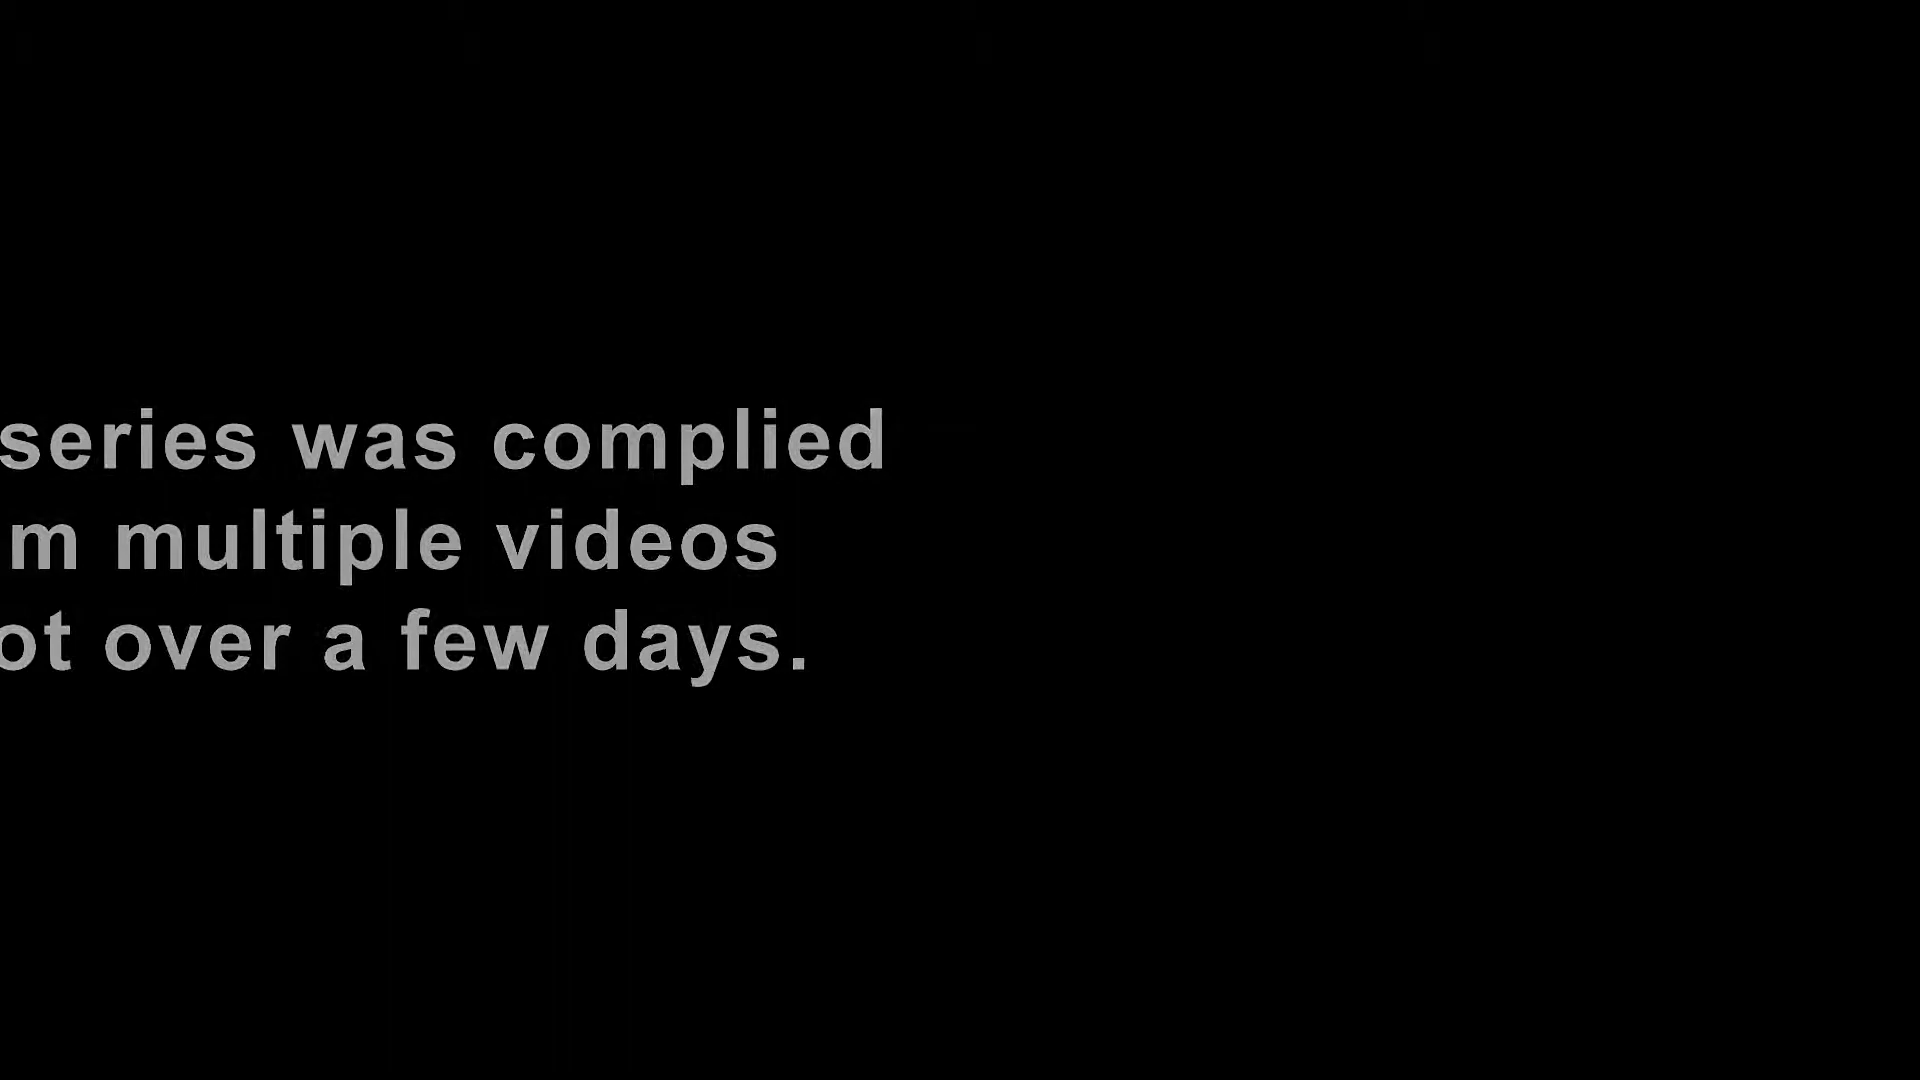 series was complied
m multiple videos
ot over a few days.